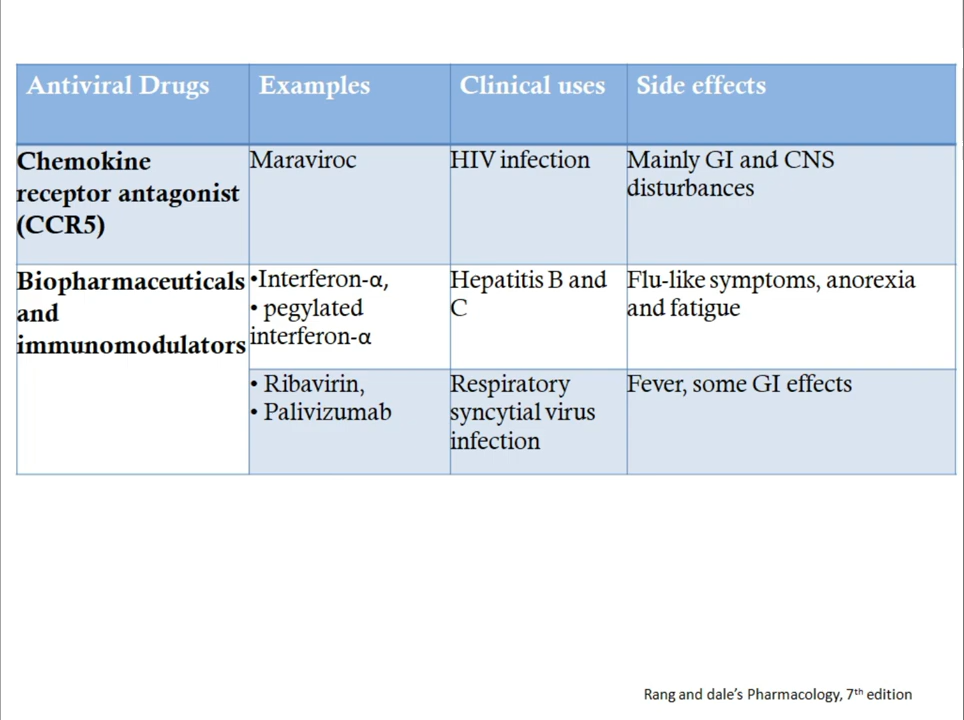 Antiviral Drugs Examples Clinical uses Side effects
Chemokine
receptor antagonist
(CCR5)
Maraviroc
HIV infection
Mainly GI and CNS
disturbances
Biopharmaceuticals
and
immunomodulators
•Interferon-α,
• pegylated
interferon-α
Hepatitis B and
C
Flu-like symptoms, anorexia
and fatigue
• Ribavirin,
• Palivizumab
Respiratory
syncytial virus
infection
Fever, some GI effects
Rang and dale's Pharmacology, 7th edition